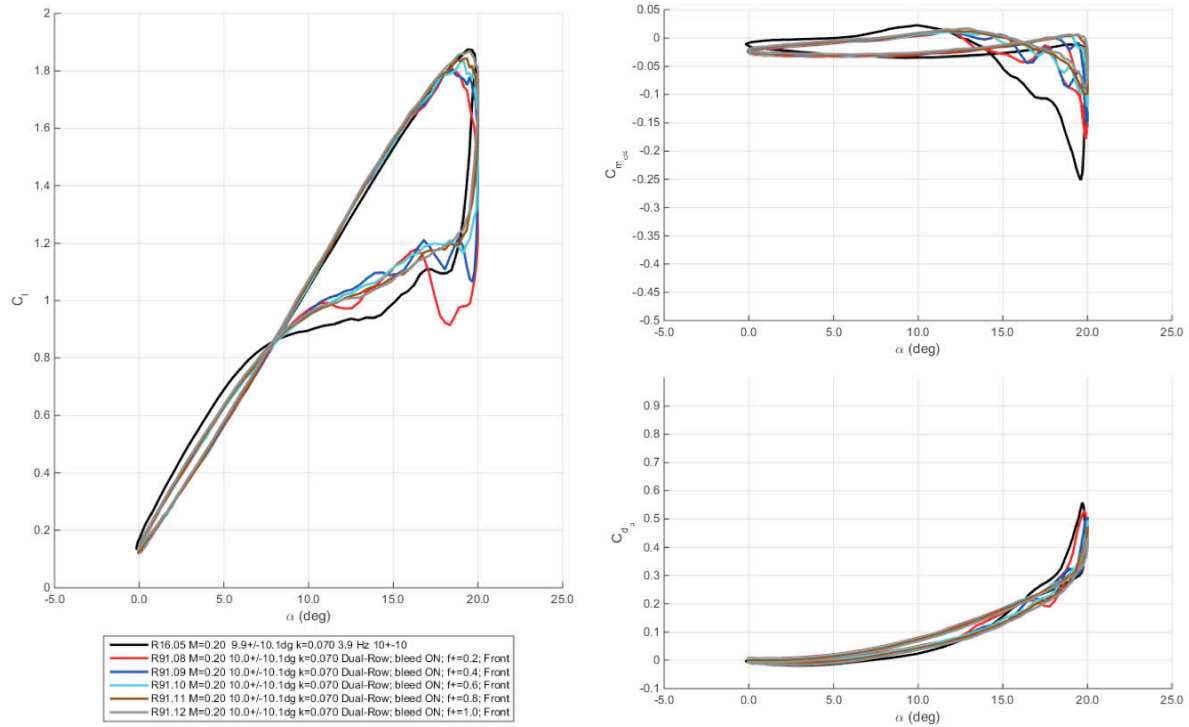 2
1.8
1.6
1.4
1.2
1
0.8
0.6
0.4
0.2
0
C_l
-5.0 0.0 5.0 10.0 15.0 20.0 25.0
α (deg)
R16.05 M=0.20 9.9+/-10.1dg k=0.070 3.9 Hz 10+-10
R91.08 M=0.20 10.0+/-10.1dg k=0.070 Dual-Row; bleed ON; f+=0.2; Front
R91.09 M=0.20 10.0+/-10.1dg k=0.070 Dual-Row; bleed ON; f+=0.4; Front
R91.10 M=0.20 10.0+/-10.1dg k=0.070 Dual-Row; bleed ON; f+=0.6; Front
R91.11 M=0.20 10.0+/-10.1dg k=0.070 Dual-Row; bleed ON; f+=0.8; Front
R91.12 M=0.20 10.0+/-10.1dg k=0.070 Dual-Row; bleed ON; f+=1.0; Front
0.05
0
-0.05
-0.1
-0.15
-0.2
-0.25
-0.3
-0.35
-0.4
-0.45
-0.5
C_m
-5.0 0.0 5.0 10.0 15.0 20.0 25.0
α (deg)
0.9
0.8
0.7
0.6
0.5
0.4
0.3
0.2
0.1
0
-0.1
C_d
-5.0 0.0 5.0 10.0 15.0 20.0 25.0
α (deg)